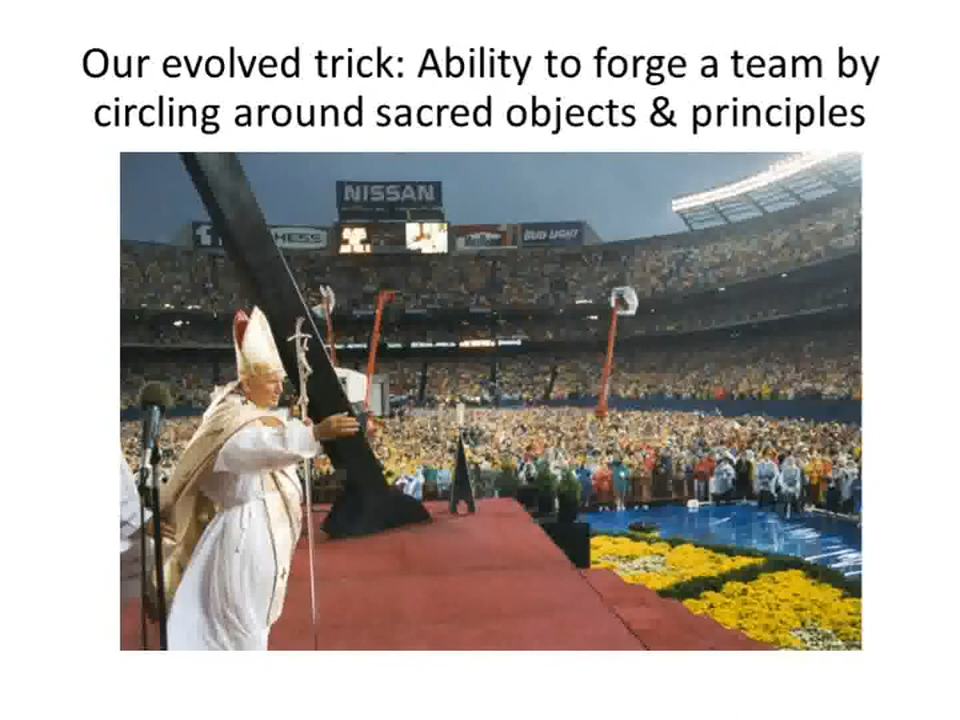 Our evolved trick: Ability to forge a team by
circling around sacred objects & principles
NISSAN
HESS
BUD LIGHT